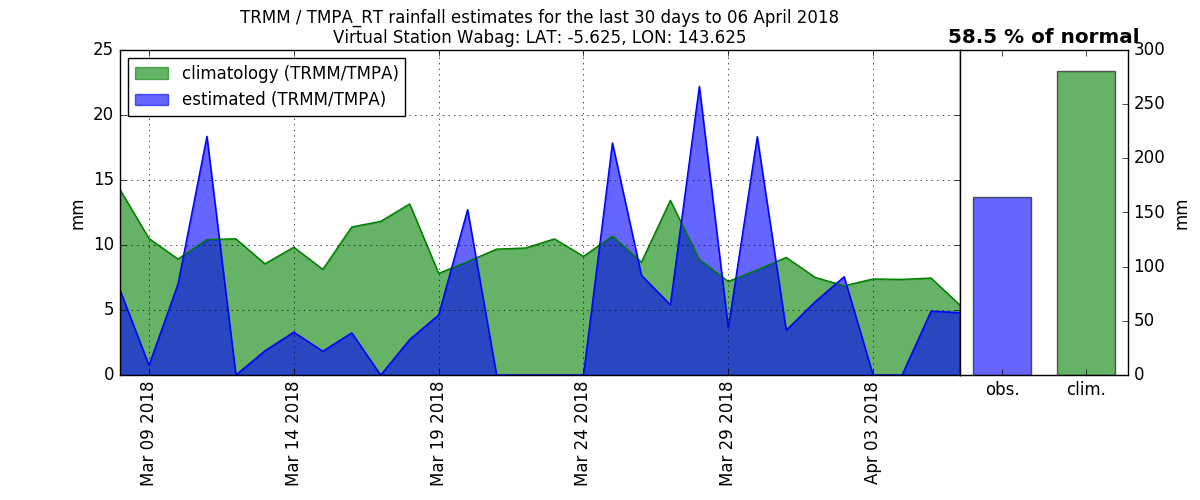 TRMM / TMPA_RT rainfall estimates for the last 30 days to 06 April 2018
Virtual Station Wabag: LAT: -5.625, LON: 143.625
58.5 % of normal
climatology (TRMM/TMPA)
estimated (TRMM/TMPA)
mm
25
20
15
10
5
0
Mar 09 2018
Mar 14 2018
Mar 19 2018
Mar 24 2018
Mar 29 2018
Apr 03 2018
300
250
200
150
100
50
0
mm
obs.
clim.